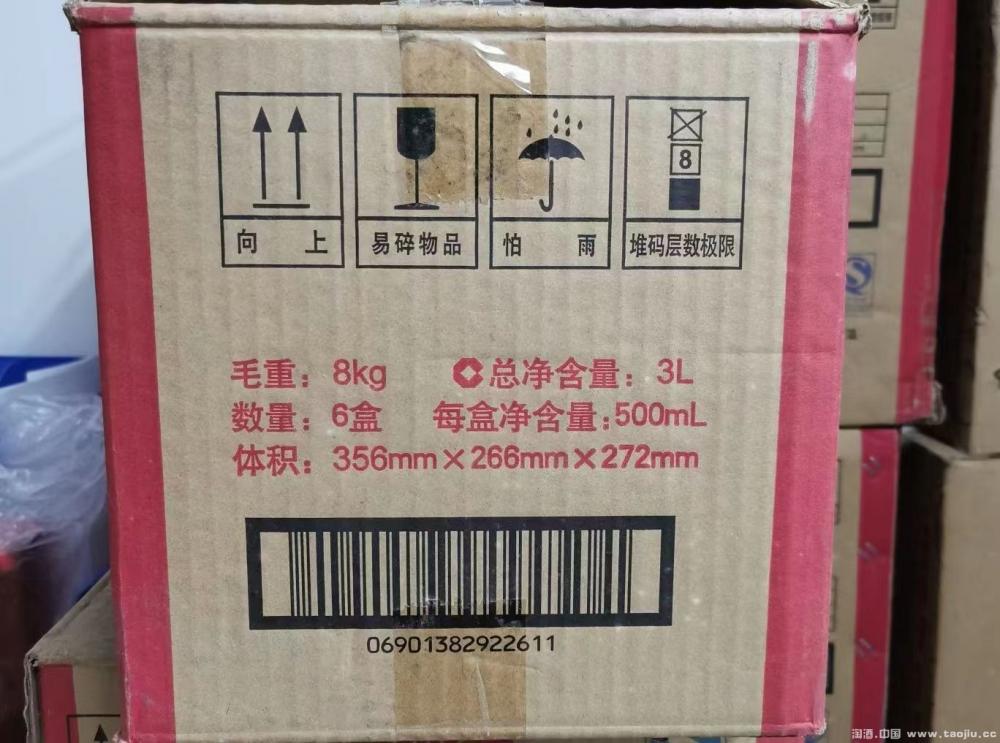 向 上 易碎物品 怕 雨 堆码层数极限
8
毛重：8kg 总净含量：3L
数量：6盒 每盒净含量：500mL
体积：356mm×266mm×272mm
06901382922611
淘酒.中国 www.taojiu.cc